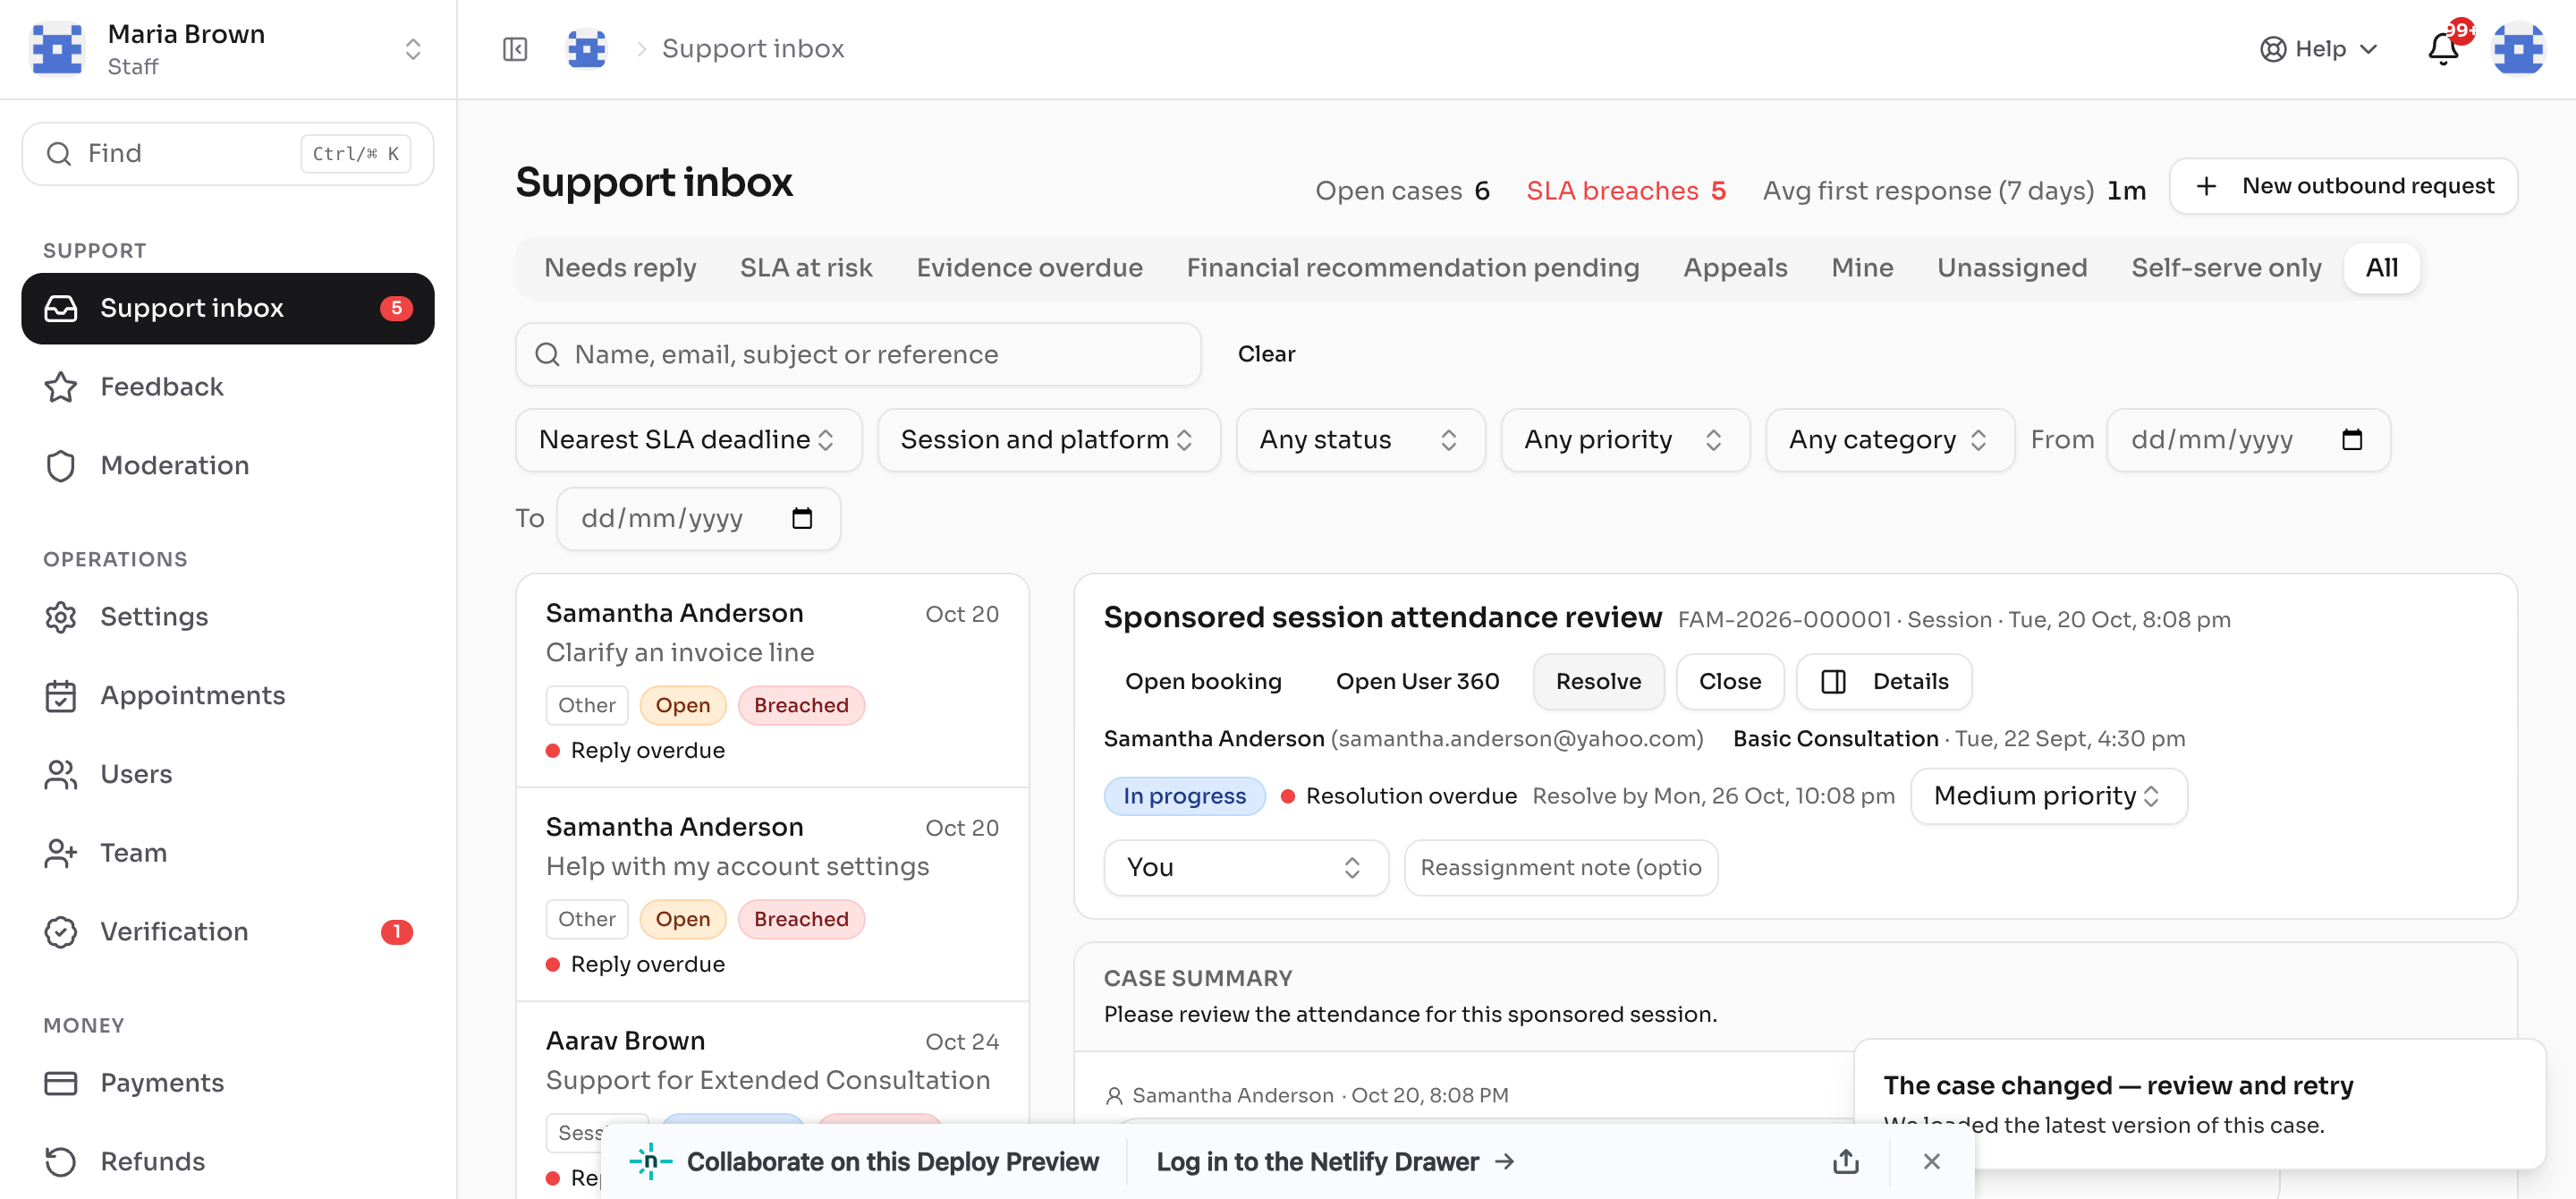 Maria Brown
Staff
Find
Ctrl/⌘ K
SUPPORT
Support inbox 5
Feedback
Moderation
OPERATIONS
Settings
Appointments
Users
Team
Verification 1
MONEY
Payments
Refunds
Support inbox
Help
99+
Support inbox
Open cases 6 SLA breaches 5 Avg first response (7 days) 1m
New outbound request
Needs reply SLA at risk Evidence overdue Financial recommendation pending Appeals Mine Unassigned Self-serve only All
Name, email, subject or reference Clear
Nearest SLA deadline Session and platform Any status Any priority Any category From dd/mm/yyyy
To dd/mm/yyyy
Samantha Anderson Oct 20
Clarify an invoice line
Other Open Breached
Reply overdue
Samantha Anderson Oct 20
Help with my account settings
Other Open Breached
Reply overdue
Aarav Brown Oct 24
Support for Extended Consultation
Sponsored session attendance review FAM-2026-000001 · Session · Tue, 20 Oct, 8:08 pm
Open booking Open User 360 Resolve Close Details
Samantha Anderson (samantha.anderson@yahoo.com) Basic Consultation · Tue, 22 Sept, 4:30 pm
In progress Resolution overdue Resolve by Mon, 26 Oct, 10:08 pm Medium priority
You Reassignment note (optio
CASE SUMMARY
Please review the attendance for this sponsored session.
Samantha Anderson · Oct 20, 8:08 PM
The case changed — review and retry
We loaded the latest version of this case.
Collaborate on this Deploy Preview Log in to the Netlify Drawer →